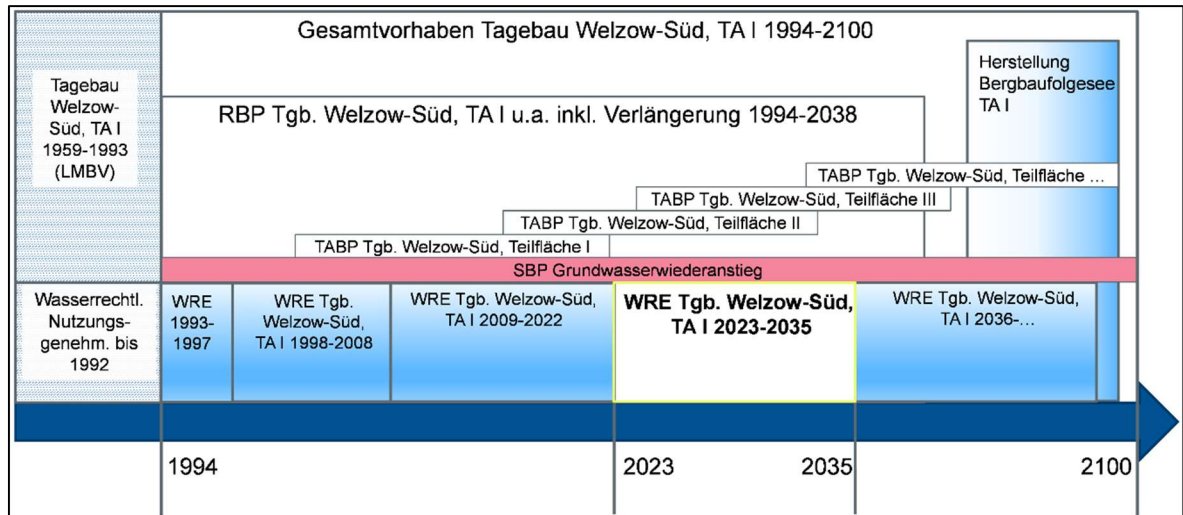 Gesamtvorhaben Tagebau Welzow-Süd, TA I 1994-2100
Tagebau
Welzow-
Süd, TA I
1959-1993
(LMBV)
RBP Tgb. Welzow-Süd, TA I u.a. inkl. Verlängerung 1994-2038
Herstellung
Bergbaufolgesee
TA I
TABP Tgb. Welzow-Süd, Teilfläche ...
TABP Tgb. Welzow-Süd, Teilfläche III
TABP Tgb. Welzow-Süd, Teilfläche II
TABP Tgb. Welzow-Süd, Teilfläche I
SBP Grundwasserwiederanstieg
Wasserrechtl.
Nutzungs-
genehm. bis
1992
WRE
1993-
1997
WRE Tgb.
Welzow-Süd,
TA I 1998-2008
WRE Tgb. Welzow-Süd,
TA I 2009-2022
WRE Tgb. Welzow-Süd,
TA I 2023-2035
WRE Tgb. Welzow-Süd,
TA I 2036-...
1994
2023
2035
2100